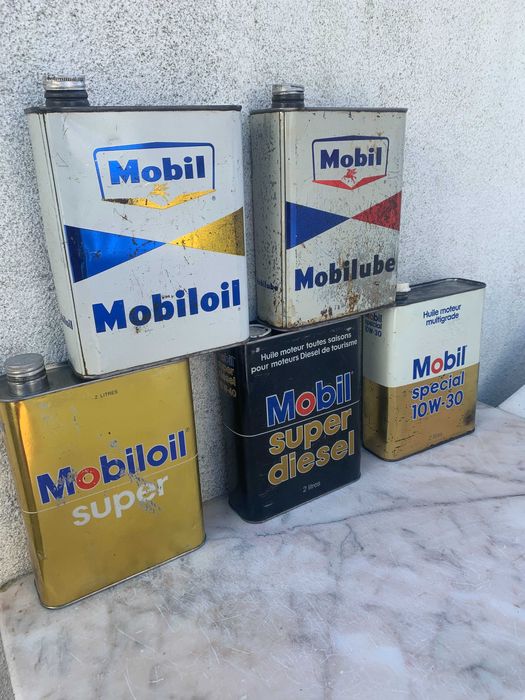 Mobil
Mobiloil
Mobil
Mobilube
2 LITRES
Mobiloil
super
Huile moteur toutes saisons
pour moteurs Diesel de tourisme
Mobil
super
diesel
2 litros
Huile moteur
multigrade
Mobil
special
10W-30